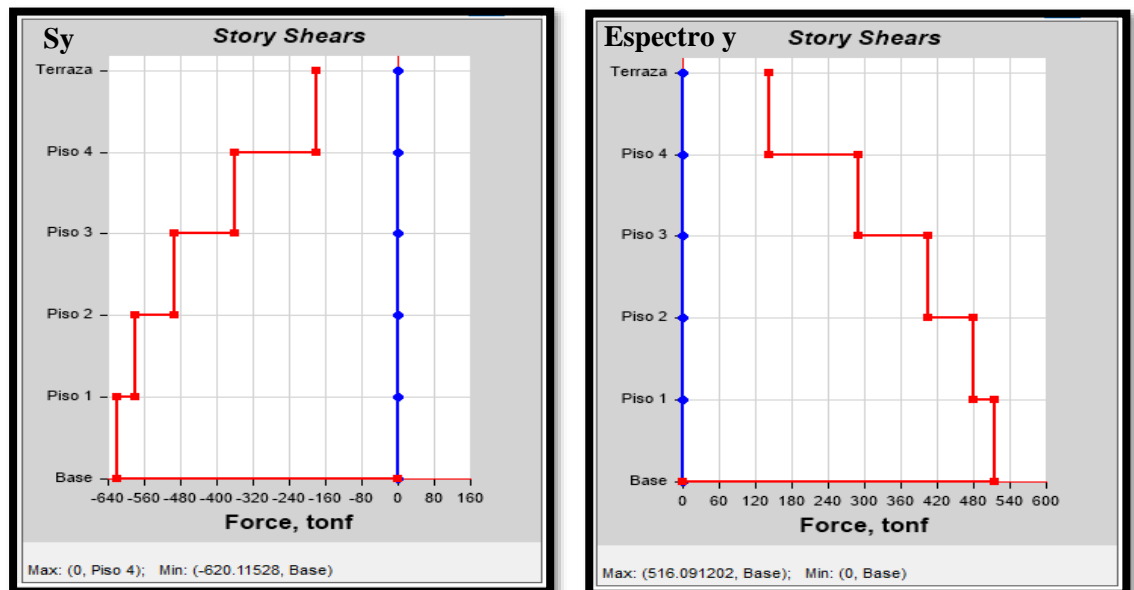 Sy
Story Shears
Terraza
Piso 4
Piso 3
Piso 2
Piso 1
Base
-640 -560 -480 -400 -320 -240 -160 -80 0 80 160
Force, tonf
Max: (0, Piso 4); Min: (-620.11528, Base)
Espectro y
Story Shears
Terraza
Piso 4
Piso 3
Piso 2
Piso 1
Base
0 60 120 180 240 300 360 420 480 540 600
Force, tonf
Max: (516.091202, Base); Min: (0, Base)